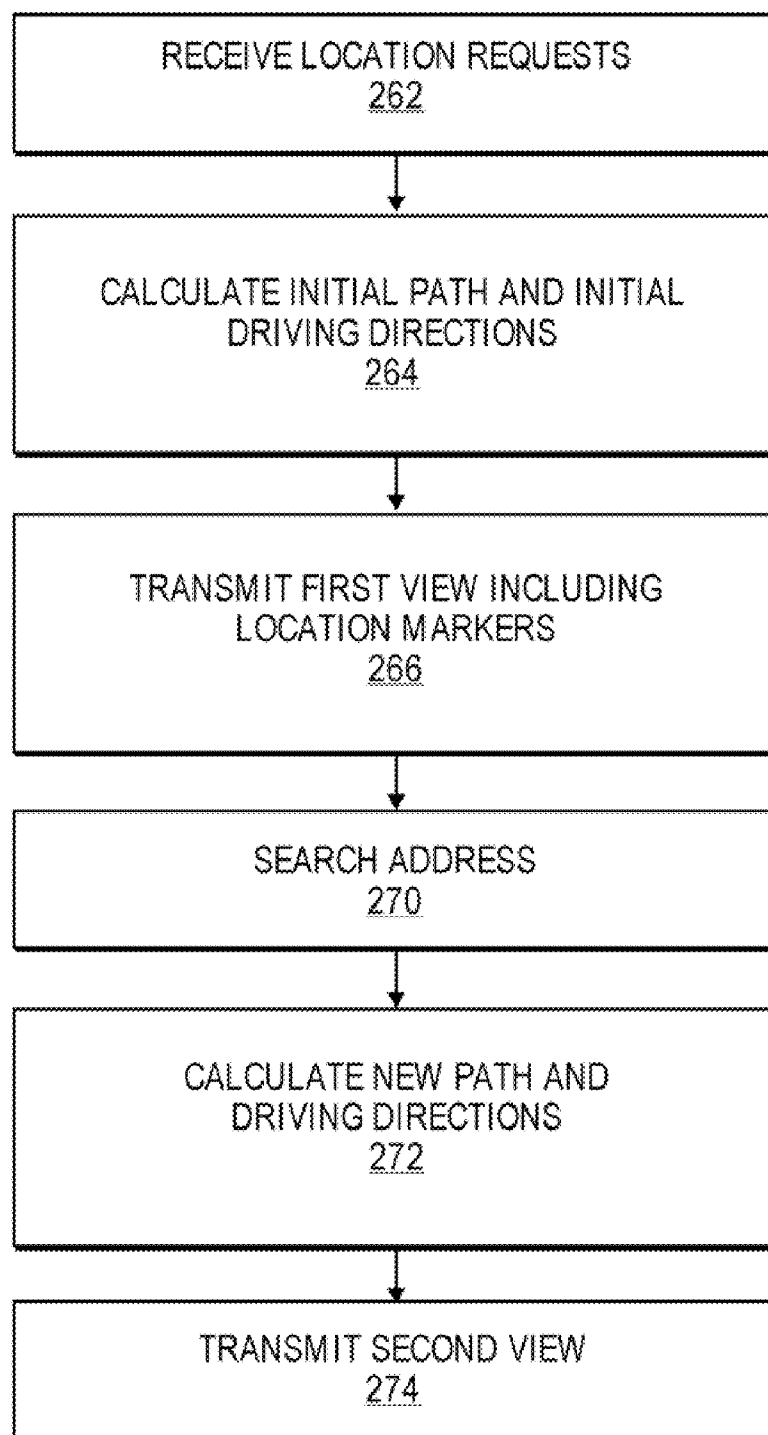 RECEIVE LOCATION REQUESTS
262
CALCULATE INITIAL PATH AND INITIAL
DRIVING DIRECTIONS
264
TRANSMIT FIRST VIEW INCLUDING
LOCATION MARKERS
266
SEARCH ADDRESS
270
CALCULATE NEW PATH AND
DRIVING DIRECTIONS
272
TRANSMIT SECOND VIEW
274